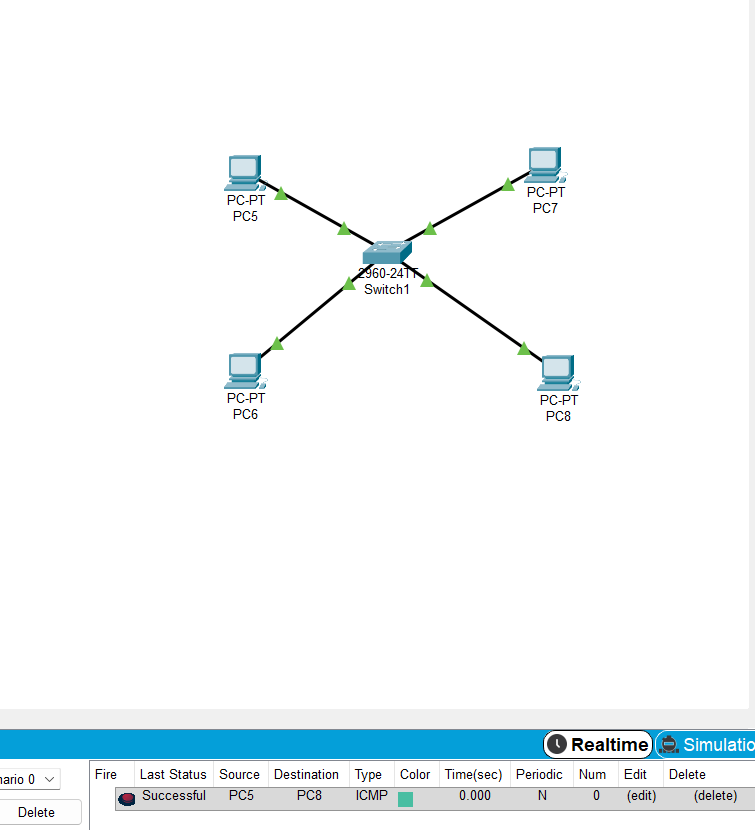 PC-PT
PC5
PC-PT
PC7
2960-24TT
Switch1
PC-PT
PC6
PC-PT
PC8
Realtime
Simulatio
nario 0
Delete
Fire Last Status Source Destination Type Color Time(sec) Periodic Num Edit Delete
Successful PC5 PC8 ICMP 0.000 N 0 (edit) (delete)